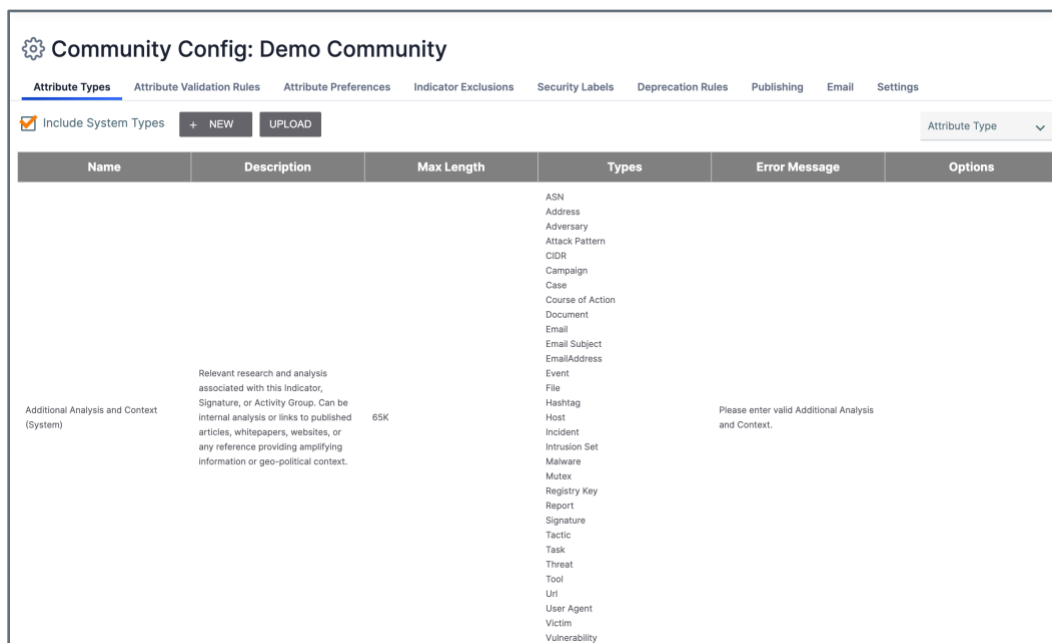 Community Config: Demo Community
Attribute Types Attribute Validation Rules Attribute Preferences Indicator Exclusions Security Labels Deprecation Rules Publishing Email Settings
Include System Types + NEW UPLOAD Attribute Type
Name Description Max Length Types Error Message Options
Additional Analysis and Context
(System)
Relevant research and analysis
associated with this Indicator,
Signature, or Activity Group. Can be
internal analysis or links to published
articles, whitepapers, websites, or
any reference providing amplifying
information or geo-political context.
65K
ASN
Address
Adversary
Attack Pattern
CIDR
Campaign
Case
Course of Action
Document
Email
Email Subject
EmailAddress
Event
File
Hashtag
Host
Incident
Intrusion Set
Malware
Mutex
Registry Key
Report
Signature
Tactic
Task
Threat
Tool
Url
User Agent
Victim
Vulnerability
Please enter valid Additional Analysis
and Context.